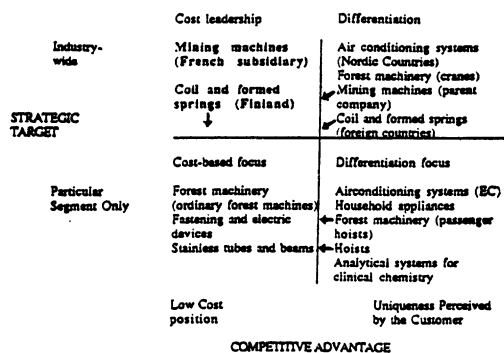 Cost leadership
Differentiation
Industry-
wide
Mining machines
(French subsidiary)
Coil and formed
springs (Finland)
Air conditioning systems
(Nordic Countries)
Forest machinery (cranes)
Mining machines (parent
company)
Coil and formed springs
(foreign countries)
STRATEGIC
TARGET
Cost-based focus
Differentiation focus
Particular
Segment Only
Forest machinery
(ordinary forest machines)
Fastening and electric
devices
Stainless tubes and beams
Airconditioning systems (EC)
Household appliances
Forest machinery (passenger
hoists)
Hoists
Analytical systems for
clinical chemistry
Low Cost
position
Uniqueness Perceived
by the Customer
COMPETITIVE ADVANTAGE